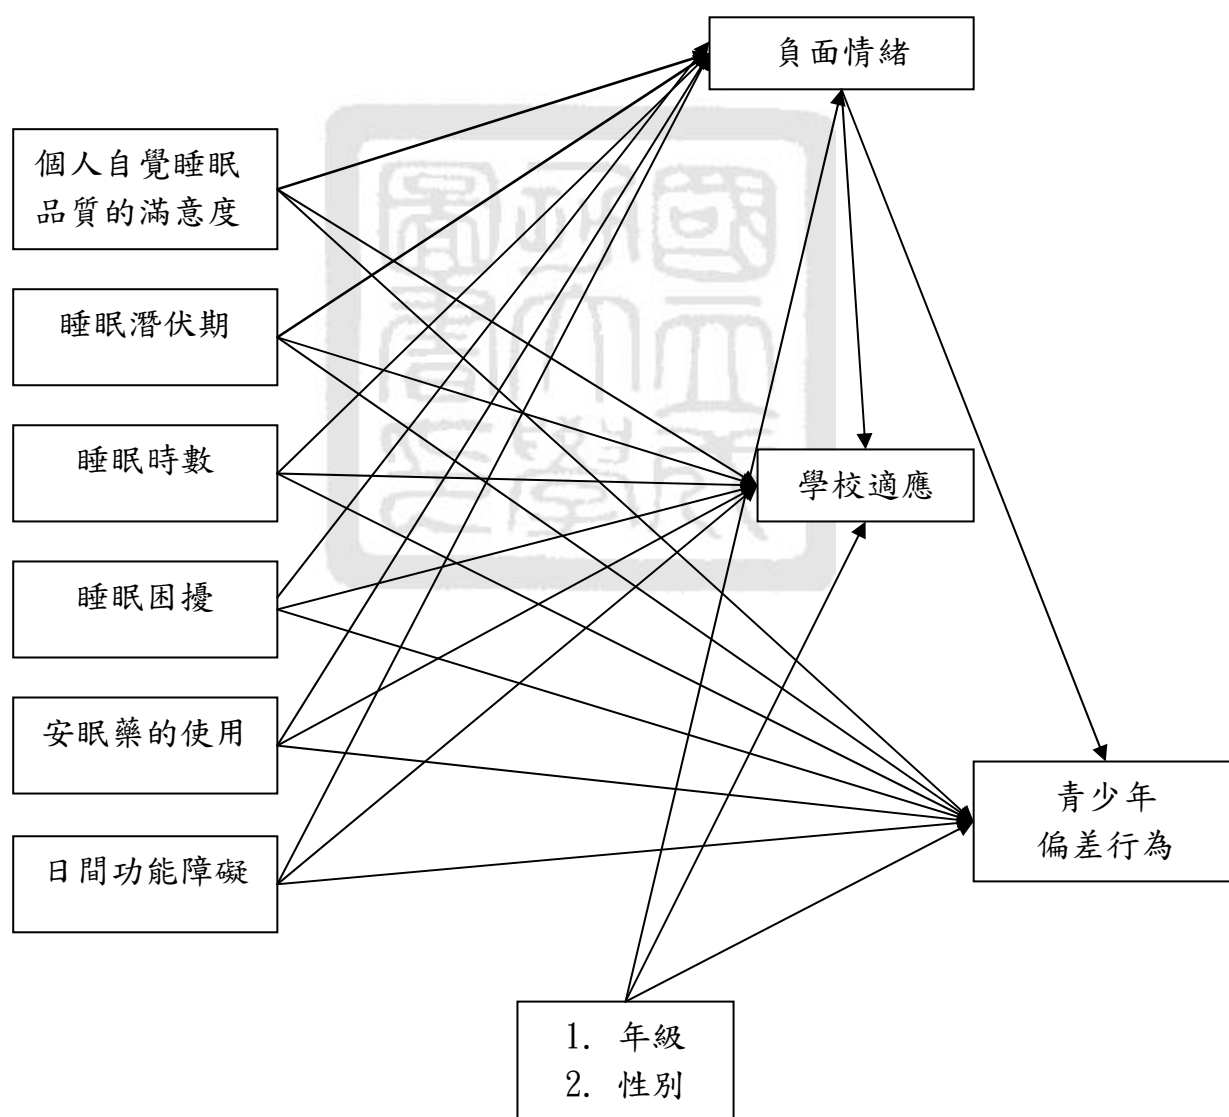 負面情緒
個人自覺睡眠
品質的滿意度
睡眠潛伏期
睡眠時數
學校適應
睡眠困擾
安眠藥的使用
青少年
偏差行為
日間功能障礙
1. 年級
2. 性別